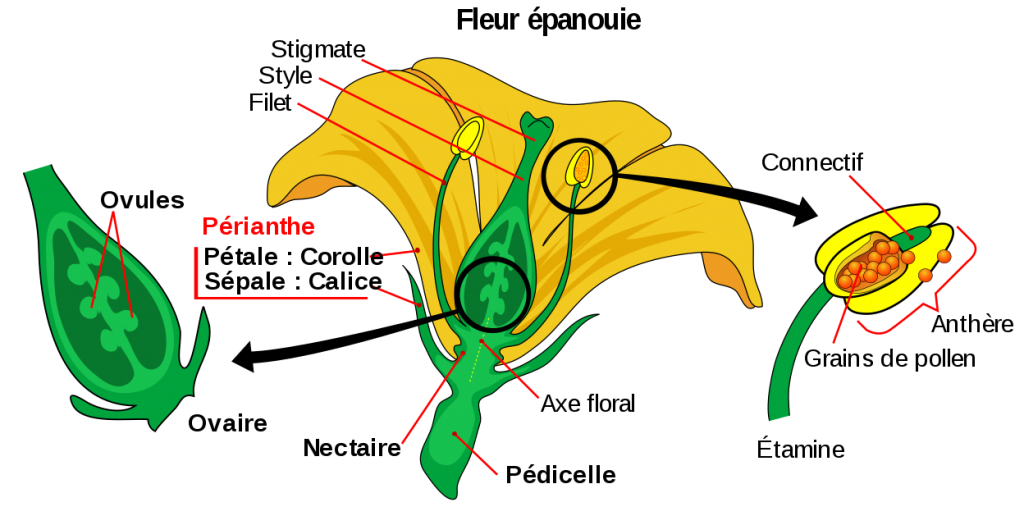 Fleur épanouie
Stigmate
Style
Filet
Connectif
Ovules
Périanthe
Pétale : Corolle
Sépale : Calice
Anthère
Grains de pollen
Axe floral
Ovaire
Nectaire
Étamine
Pédicelle